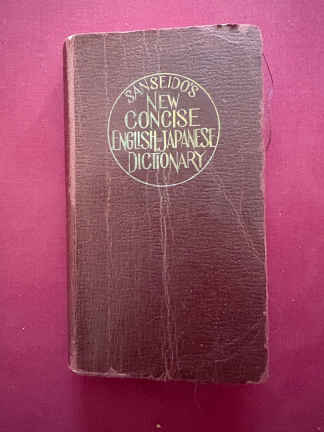 SANSEIDO'S
NEW
CONCISE
ENGLISH-JAPANESE
DICTIONARY